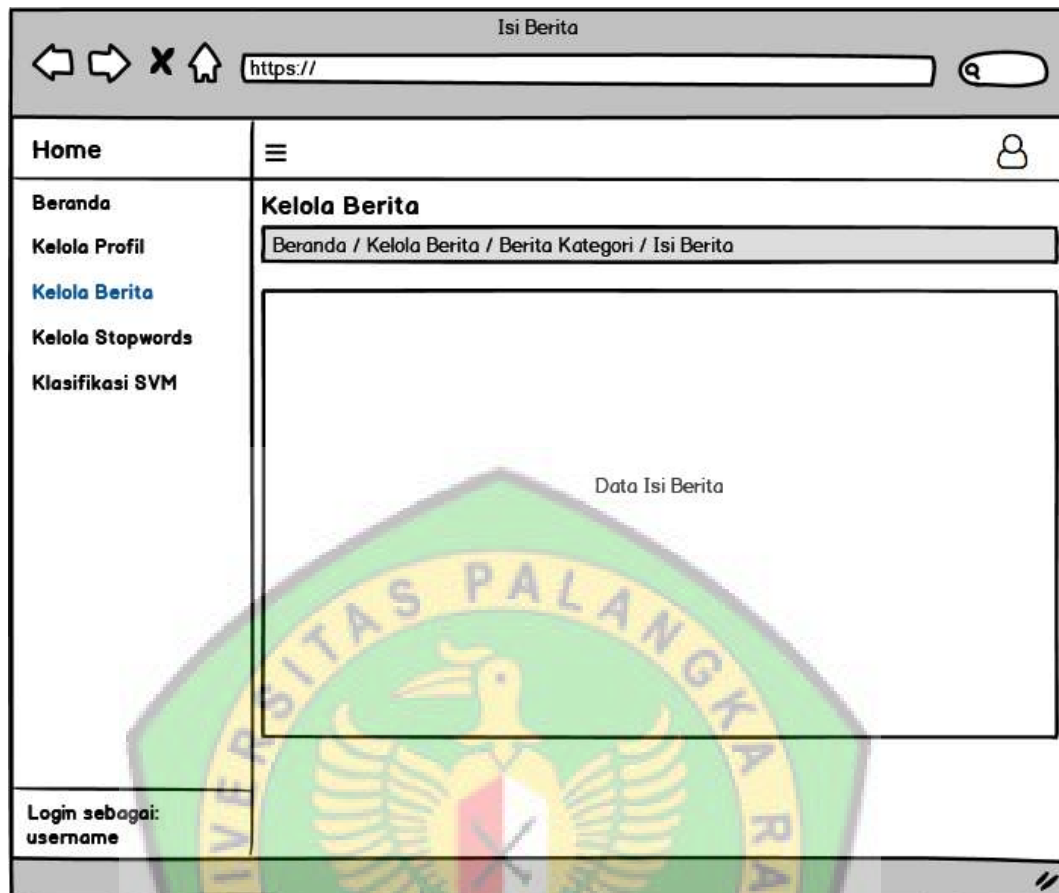 Isi Berita
https://
Home
Beranda
Kelola Profil
Kelola Berita
Kelola Stopwords
Klasifikasi SVM
Login sebagai:
username
Kelola Berita
Beranda / Kelola Berita / Berita Kategori / Isi Berita
Data Isi Berita